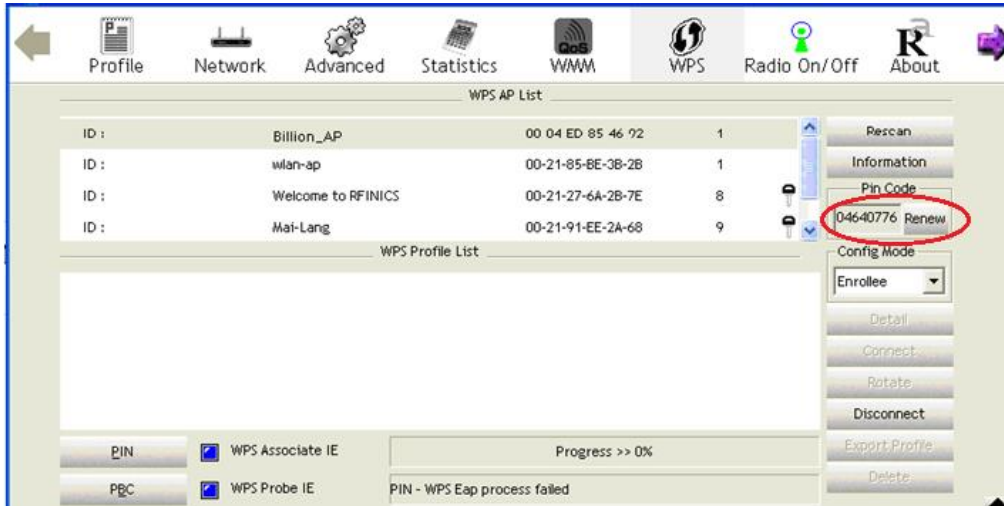 Profile Network Advanced Statistics WMM WPS Radio On/Off About
QoS
WPS AP List
ID : Billion_AP 00 04 ED 85 46 92 1
ID : wlan-ap 00-21-85-BE-3B-2B 1
ID : Welcome to RFINICS 00-21-27-6A-2B-7E 8
ID : Mai-Lang 00-21-91-EE-2A-68 9
Rescan
Information
Pin Code
04640776 Renew
Config Mode
Enrollee
WPS Profile List
Detail
Connect
Rotate
Disconnect
Export Profile
Delete
PIN WPS Associate IE Progress >> 0%
PBC WPS Probe IE PIN - WPS Eap process failed